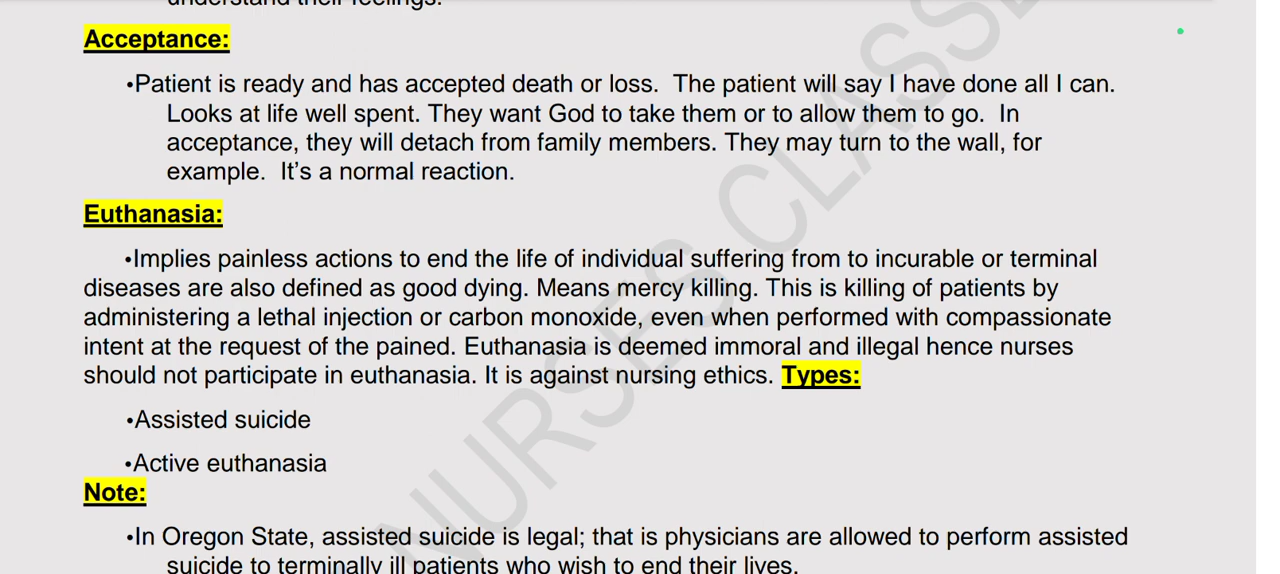 understand their feelings.
Acceptance:
•Patient is ready and has accepted death or loss.  The patient will say I have done all I can.
Looks at life well spent. They want God to take them or to allow them to go.  In
acceptance, they will detach from family members. They may turn to the wall, for
example.  It's a normal reaction.
Euthanasia:
•Implies painless actions to end the life of individual suffering from to incurable or terminal
diseases are also defined as good dying. Means mercy killing. This is killing of patients by
administering a lethal injection or carbon monoxide, even when performed with compassionate
intent at the request of the pained. Euthanasia is deemed immoral and illegal hence nurses
should not participate in euthanasia. It is against nursing ethics. Types:
•Assisted suicide
•Active euthanasia
Note:
•In Oregon State, assisted suicide is legal; that is physicians are allowed to perform assisted
suicide to terminally ill patients who wish to end their lives.
NURSES CLASS